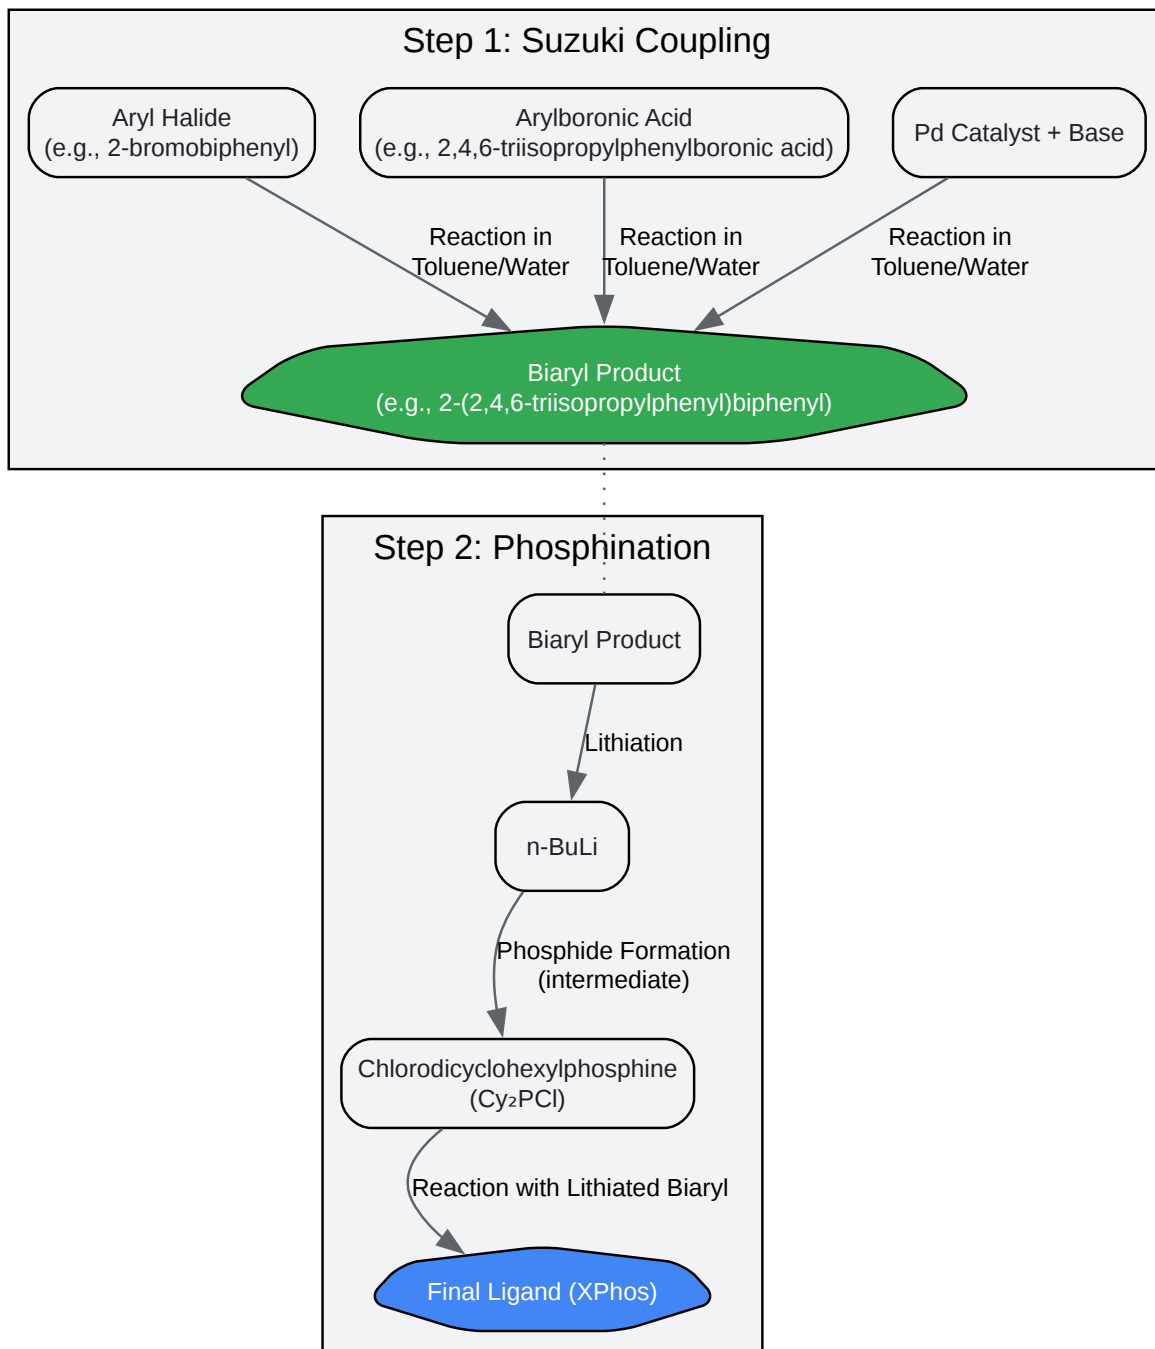 Step 1: Suzuki Coupling
Aryl Halide
(e.g., 2-bromobiphenyl)
Arylboronic Acid
(e.g., 2,4,6-triisopropylphenylboronic acid)
Pd Catalyst + Base
Reaction in
Toluene/Water
Reaction in
Toluene/Water
Reaction in
Toluene/Water
Biaryl Product
(e.g., 2-(2,4,6-triisopropylphenyl)biphenyl)
Step 2: Phosphination
Biaryl Product
Lithiation
n-BuLi
Phosphide Formation
(intermediate)
Chlorodicyclohexylphosphine
(Cy₂PCl)
Reaction with Lithiated Biaryl
Final Ligand (XPhos)